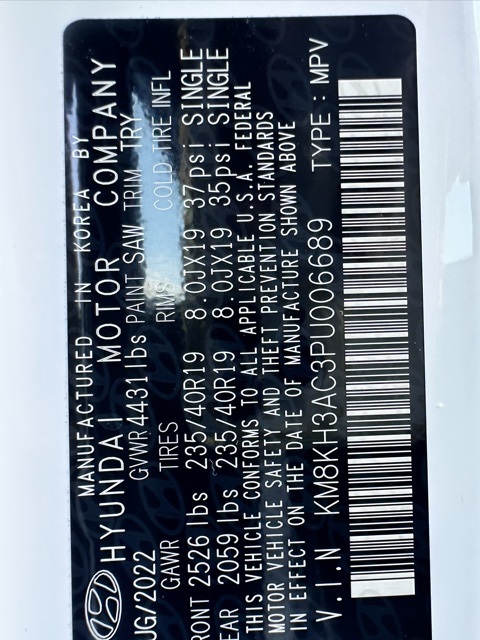 MANUFACTURED IN KOREA BY
HYUNDAI MOTOR COMPANY
UG/2022 GVWR 4431lbs PAINT SAW TRIM TRY
GAWR TIRES RIMS COLD TIRE INFL
RONT 2526 lbs 235/40R19 8.0JX19 37psi SINGLE
EAR 2059 lbs 235/40R19 8.0JX19 35psi SINGLE
THIS VEHICLE CONFORMS TO ALL APPLICABLE U.S.A. FEDERAL
MOTOR VEHICLE SAFETY AND THEFT PREVENTION STANDARDS
IN EFFECT ON THE DATE OF MANUFACTURE SHOWN ABOVE
V.I.N KM8KH3AC3PU006689 TYPE : MPV